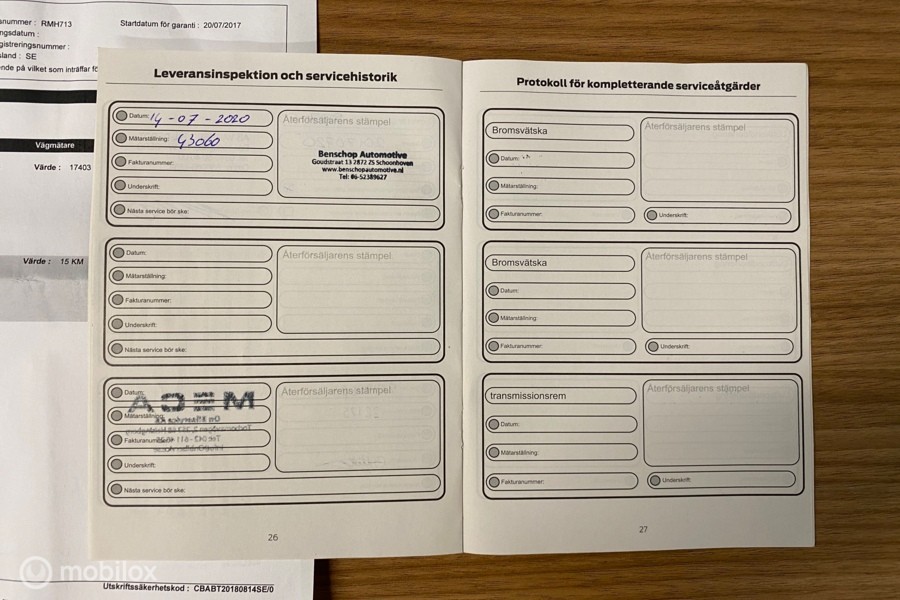 Startdatum för garanti : 20/07/2017
snummer : RMH713
ngsdatum :
gistreringsnummer :
sland : SE
nde på vilket som inträffar fö
Vägmätare
Värde : 17403
Värde : 15 KM
Utskriftssäkerhetskod : CBABT20180814SE/0
Leveransinspektion och servicehistorik
Datum: 14 - 07 - 2020
Mätarställning: 43060
Fakturanummer:
Underskrift:
Nästa service bör ske:
Återförsäljarens stämpel
Benschop Automotive
Goudstraat 13 2872 ZS Schoonhoven
www.benschopautomotive.nl
Tel: 06-52389627
Datum:
Mätarställning:
Fakturanummer:
Underskrift:
Nästa service bör ske:
Återförsäljarens stämpel
Datum:
Mätarställning:
Fakturanummer:
Underskrift:
Nästa service bör ske:
Återförsäljarens stämpel
26
Protokoll för kompletterande serviceåtgärder
Bromsvätska
Datum:
Mätarställning:
Fakturanummer:
Återförsäljarens stämpel
Underskrift:
Bromsvätska
Datum:
Mätarställning:
Fakturanummer:
Återförsäljarens stämpel
Underskrift:
transmissionsrem
Datum:
Mätarställning:
Fakturanummer:
Återförsäljarens stämpel
Underskrift:
27
mobilox